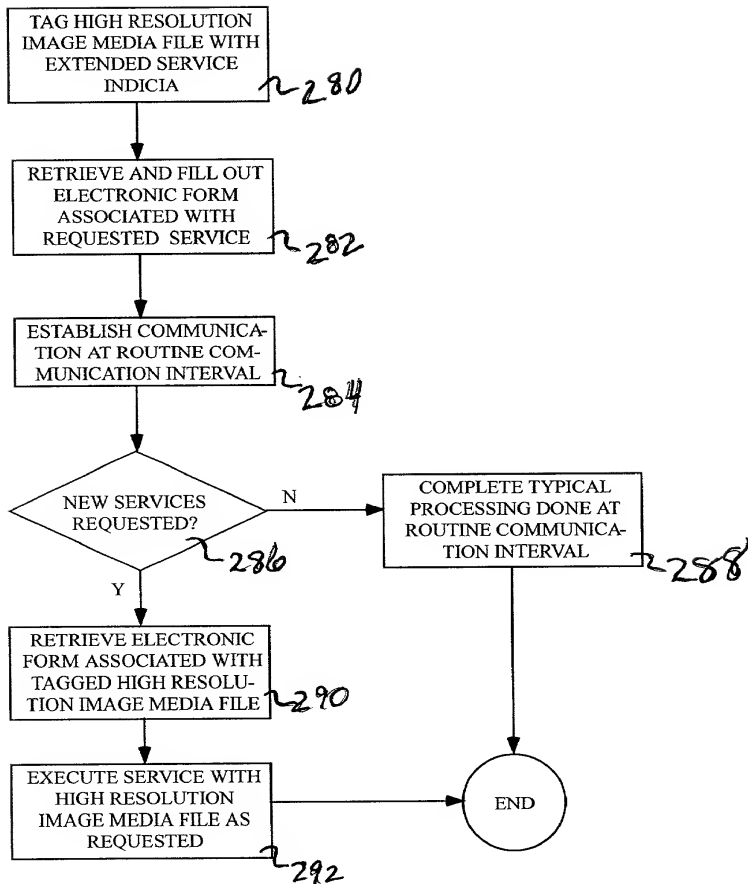 TAG HIGH RESOLUTION
IMAGE MEDIA FILE WITH
EXTENDED SERVICE
INDICIA
280
RETRIEVE AND FILL OUT
ELECTRONIC FORM
ASSOCIATED WITH
REQUESTED SERVICE
282
ESTABLISH COMMUNICA-
TION AT ROUTINE COM-
MUNICATION INTERVAL
284
NEW SERVICES
REQUESTED?
286
N
COMPLETE TYPICAL
PROCESSING DONE AT
ROUTINE COMMUNICA-
TION INTERVAL
288
Y
RETRIEVE ELECTRONIC
FORM ASSOCIATED WITH
TAGGED HIGH RESOLU-
TION IMAGE MEDIA FILE
290
EXECUTE SERVICE WITH
HIGH RESOLUTION
IMAGE MEDIA FILE AS
REQUESTED
292
END